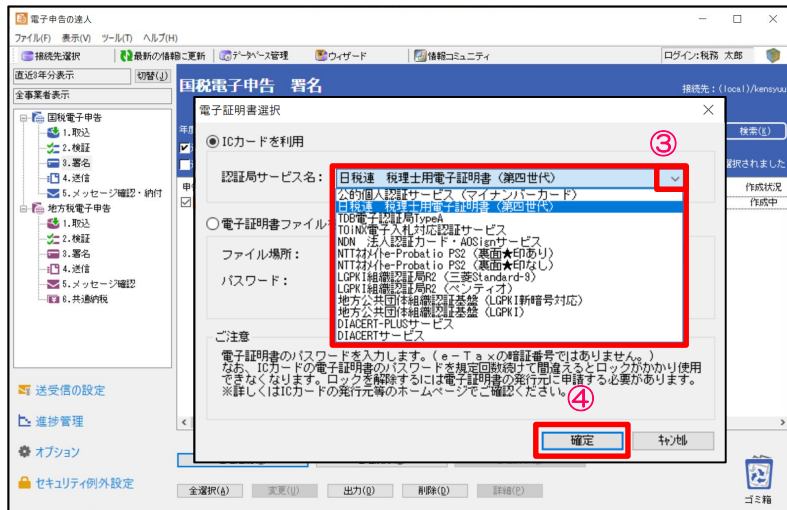 電子申告の達人
ファイル(F) 表示(V) ツール(T) ヘルプ(H)
接続先選択 最新の情報に更新 データベース管理 ウィザード 情報コミュニティ ログイン:税務 太郎
直近3年分表示 切替(J)
全事業者表示
国税電子申告 署名
接続先:(local)/kensyuu
国税電子申告
1.取込
2.検証
3.署名
4.送信
5.メッセージ確認・納付
地方税電子申告
1.取込
2.検証
3.署名
4.送信
5.メッセージ確認
6.共通納税
送受信の設定
進捗管理
オプション
セキュリティ例外設定
年度
検索(K)
選択されました
申
作成状況
作成中
電子証明書選択
ICカードを利用
③
認証局サービス名: 日税連 税理士用電子証明書(第四世代)
公的個人認証サービス(マイナンバーカード)
日税連 税理士用電子証明書(第四世代)
TDB電子認証局TypeA
TOiNX電子入札対応認証サービス
NDN 法人認証カード・AOSignサービス
NTTネオメイトe-Probatio PS2(裏面★印あり)
NTTネオメイトe-Probatio PS2(裏面★印なし)
LGPKI組織認証局R2(三菱Standard-9)
LGPKI組織認証局R2(ペンティオ)
地方公共団体組織認証基盤(LGPKI新暗号対応)
地方公共団体組織認証基盤(LGPKI)
DIACERT-PLUSサービス
DIACERTサービス
電子証明書ファイルを
ファイル場所:
パスワード:
ご注意
電子証明書のパスワードを入力します。(e-Taxの暗証番号ではありません。)
なお、ICカードの電子証明書のパスワードを規定回数続けて間違えるとロックがかかり使用
できなくなります。ロックを解除するには電子証明書の発行元に申請する必要があります。
※詳しくはICカードの発行元等のホームページでご確認ください。
④
確定 キャンセル
全選択(A) 変更(U) 出力(O) 削除(D) 詳細(P)
ゴミ箱